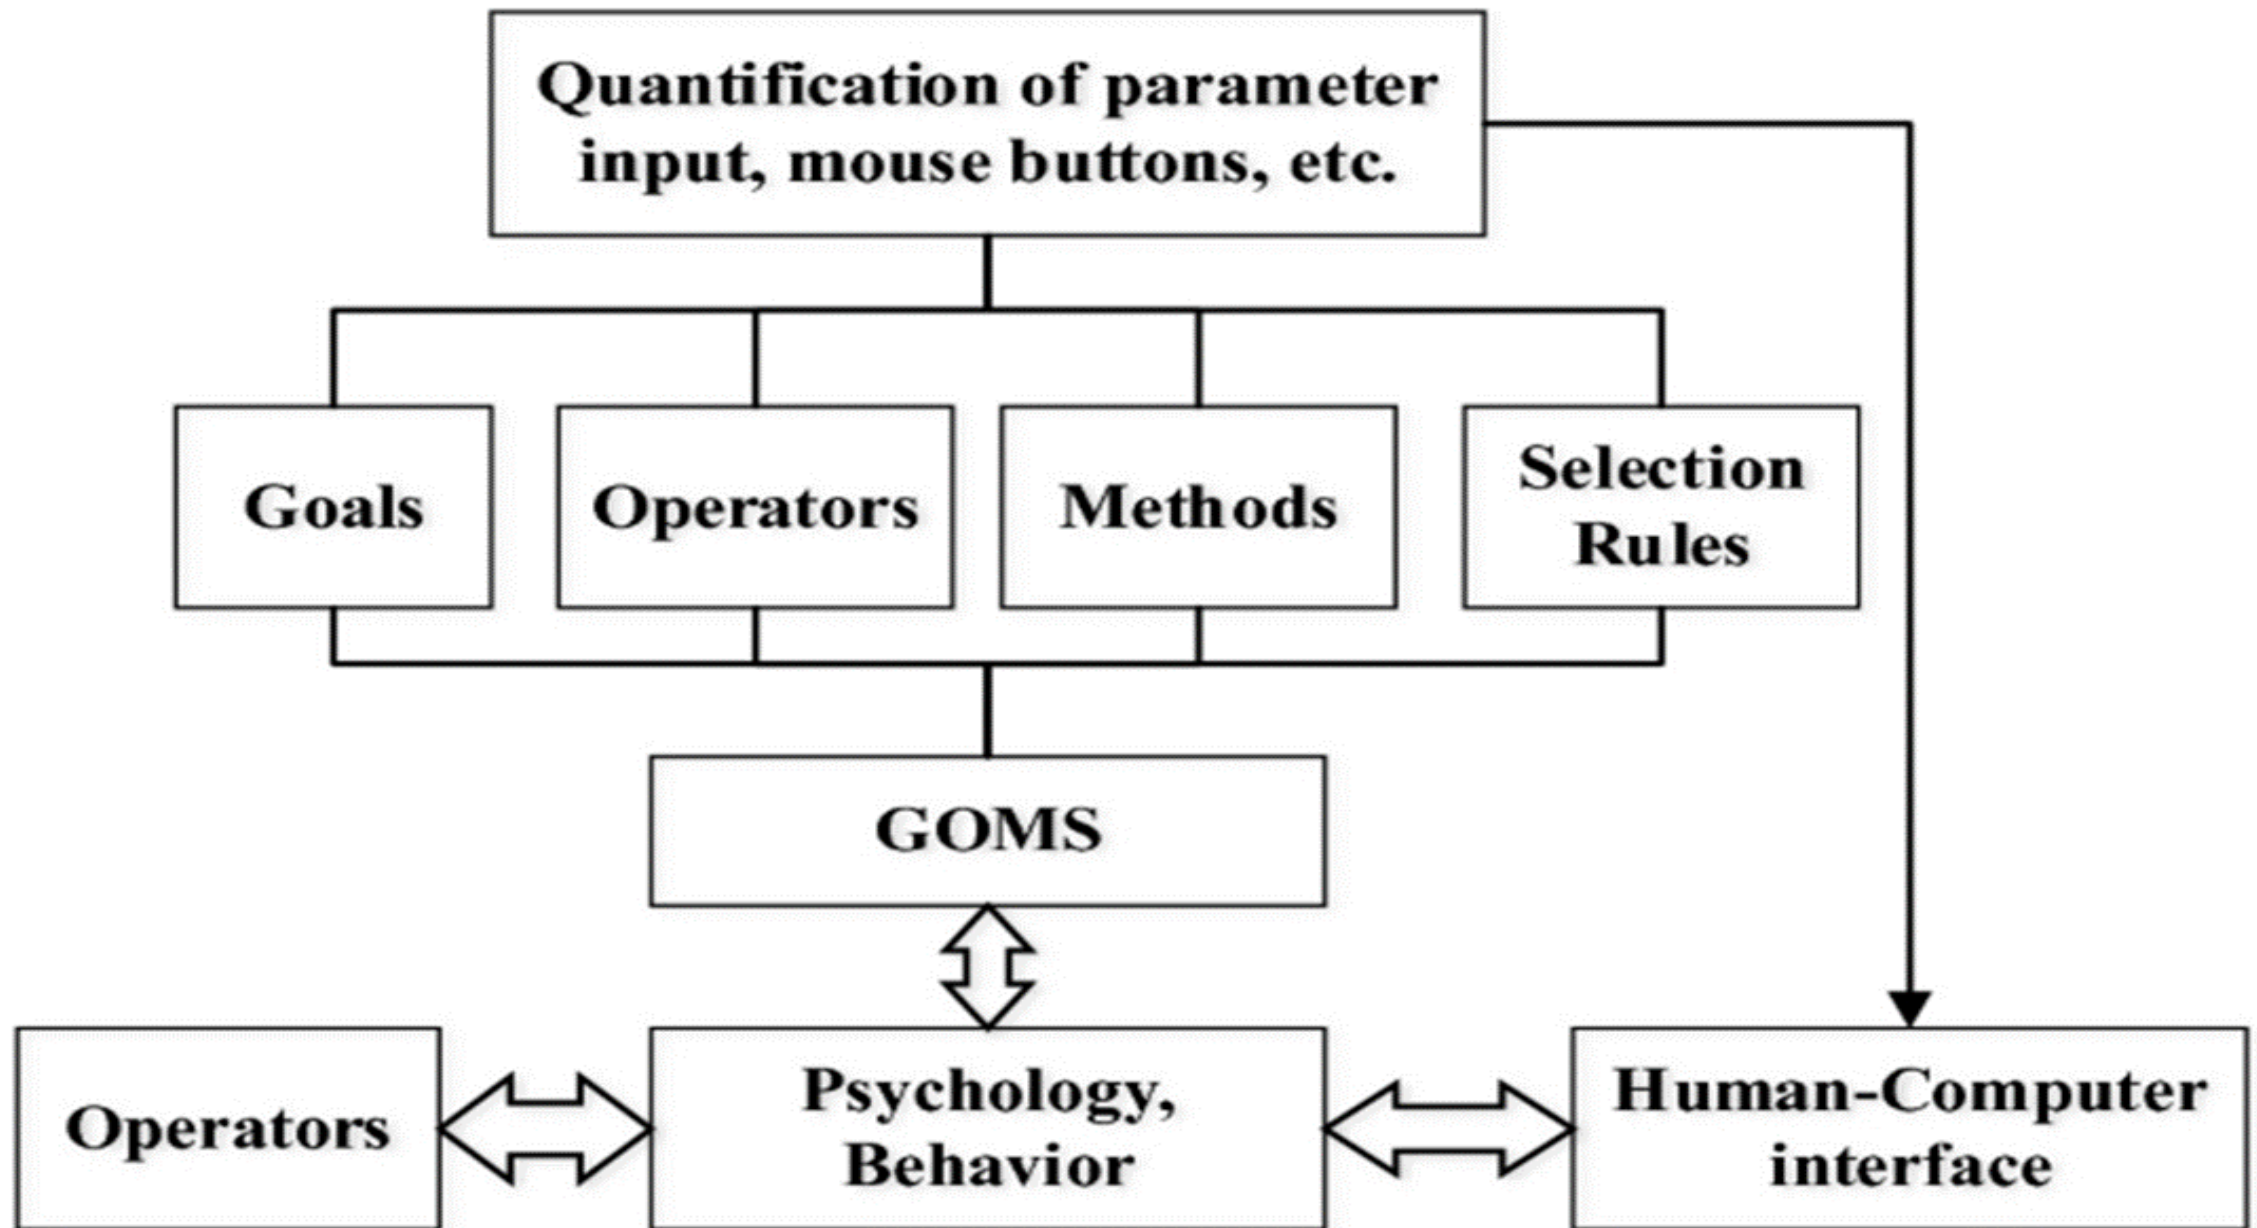 Quantification of parameter
input, mouse buttons, etc.
Goals
Operators
Methods
Selection
Rules
GOMS
Operators
Psychology,
Behavior
Human-Computer
interface